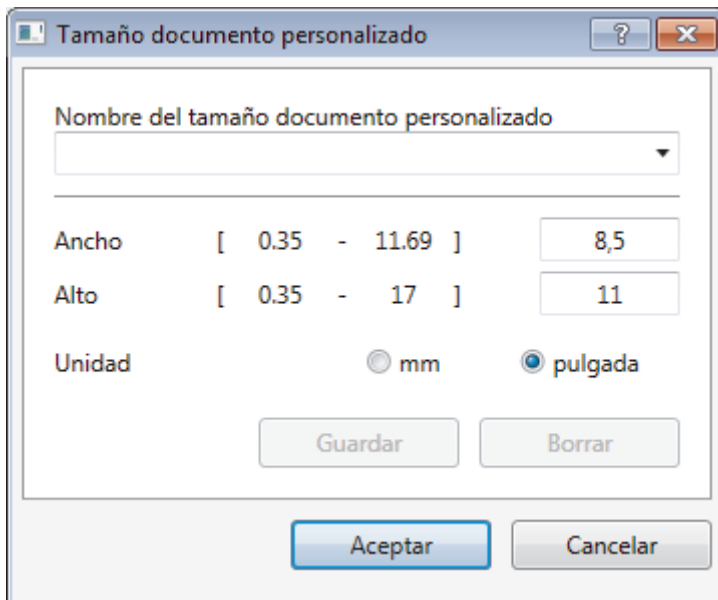 Tamaño documento personalizado
Nombre del tamaño documento personalizado
Ancho [ 0.35 - 11.69 ] 8,5
Alto [ 0.35 - 17 ] 11
Unidad mm pulgada
Guardar Borrar
Aceptar Cancelar